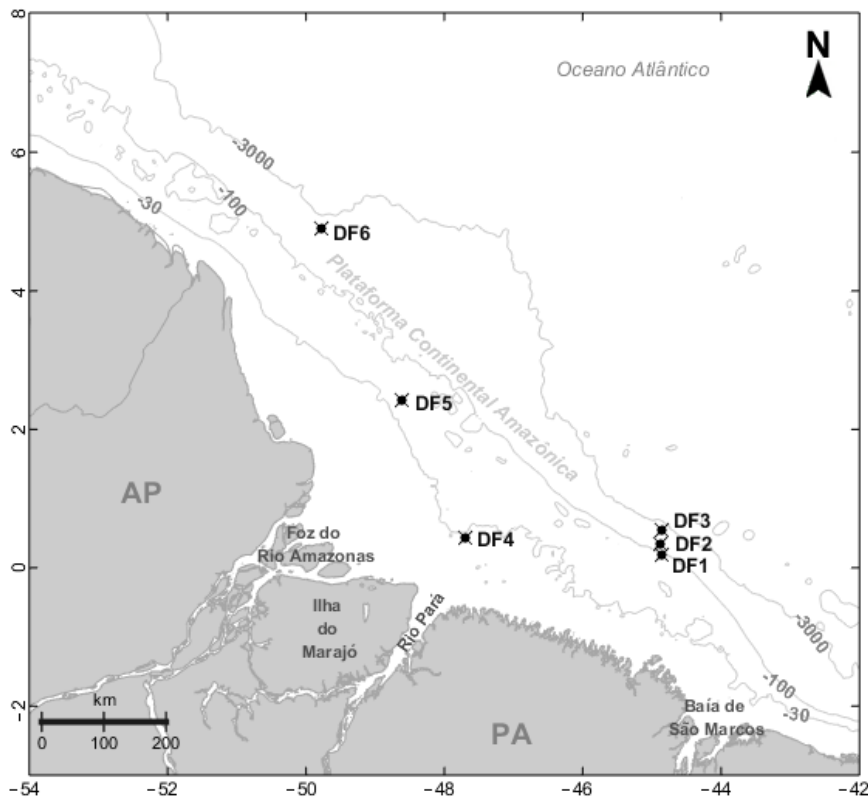 8
6
4
2
0
-2
-54
-52
-50
-48
-46
-44
-42
Oceano Atlântico
N
-3000
-100
-30
DF6
Plataforma Continental Amazônica
DF5
AP
DF3
DF2
DF1
DF4
Foz do
Rio Amazonas
Ilha
do
Marajó
Rio Pará
-3000
-100
-30
Baía de
São Marcos
PA
km
0 100 200